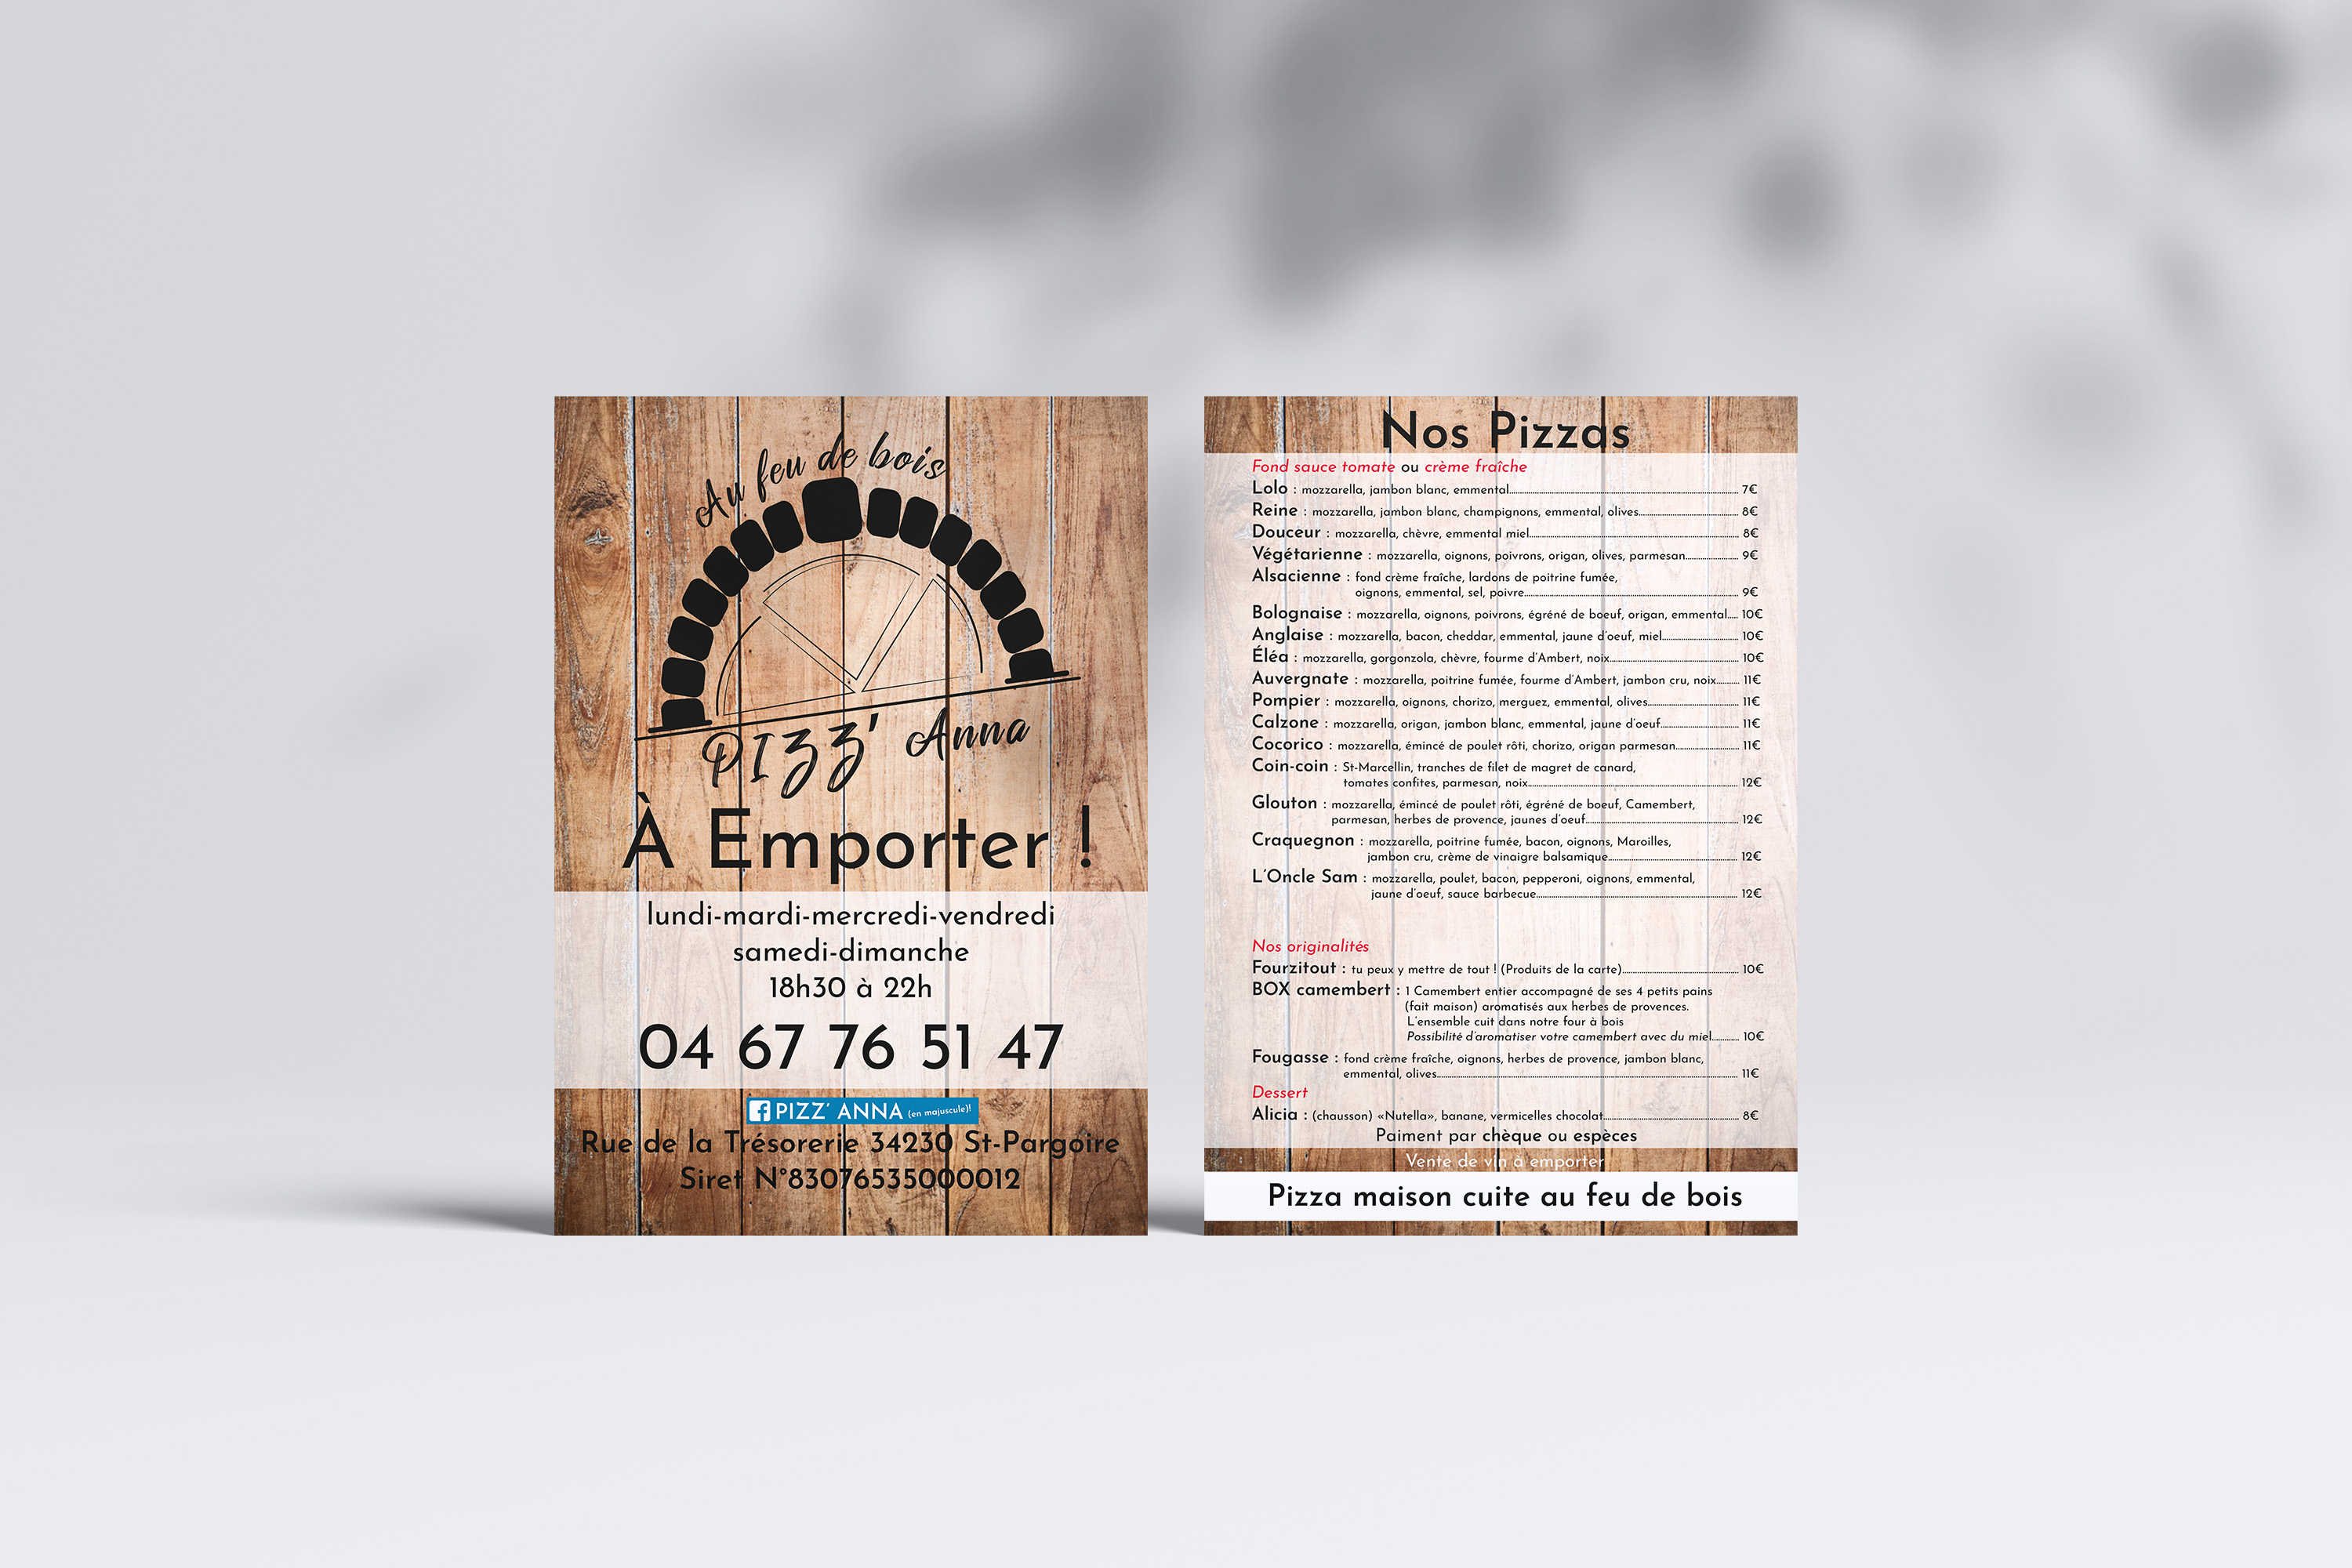 Au feu de bois
PIZZ' Anna
À Emporter !
lundi-mardi-mercredi-vendredi
samedi-dimanche
18h30 à 22h
04 67 76 51 47
PIZZ' ANNA (en majuscule)!
Rue de la Trésorerie 34230 St-Pargoire
Siret N°83076535000012
Nos Pizzas
Fond sauce tomate ou crème fraîche
Lolo : mozzarella, jambon blanc, emmental 7€
Reine : mozzarella, jambon blanc, champignons, emmental, olives 8€
Douceur : mozzarella, chèvre, emmental miel 8€
Végétarienne : mozzarella, oignons, poivrons, origan, olives, parmesan 9€
Alsacienne : fond crème fraîche, lardons de poitrine fumée,
oignons, emmental, sel, poivre 9€
Bolognaise : mozzarella, oignons, poivrons, égréné de boeuf, origan, emmental 10€
Anglaise : mozzarella, bacon, cheddar, emmental, jaune d'oeuf, miel 10€
Éléa : mozzarella, gorgonzola, chèvre, fourme d'Ambert, noix 10€
Auvergnate : mozzarella, poitrine fumée, fourme d'Ambert, jambon cru, noix 11€
Pompier : mozzarella, oignons, chorizo, merguez, emmental, olives 11€
Calzone : mozzarella, origan, jambon blanc, emmental, jaune d'oeuf 11€
Cocorico : mozzarella, émincé de poulet rôti, chorizo, origan parmesan 11€
Coin-coin : St-Marcellin, tranches de filet de magret de canard,
tomates confites, parmesan, noix 12€
Glouton : mozzarella, émincé de poulet rôti, égréné de boeuf, Camembert,
parmesan, herbes de provence, jaunes d'oeuf 12€
Craquegnon : mozzarella, poitrine fumée, bacon, oignons, Maroilles,
jambon cru, crème de vinaigre balsamique 12€
L'Oncle Sam : mozzarella, poulet, bacon, pepperoni, oignons, emmental,
jaune d'oeuf, sauce barbecue 12€
Nos originalités
Fourzitout : tu peux y mettre de tout ! (Produits de la carte) 10€
BOX camembert : 1 Camembert entier accompagné de ses 4 petits pains
(fait maison) aromatisés aux herbes de provences.
L'ensemble cuit dans notre four à bois
Possibilité d'aromatiser votre camembert avec du miel 10€
Fougasse : fond crème fraîche, oignons, herbes de provence, jambon blanc,
emmental, olives 11€
Dessert
Alicia : (chausson) «Nutella», banane, vermicelles chocolat 8€
Paiment par chèque ou espèces
Vente de vin à emporter
Pizza maison cuite au feu de bois